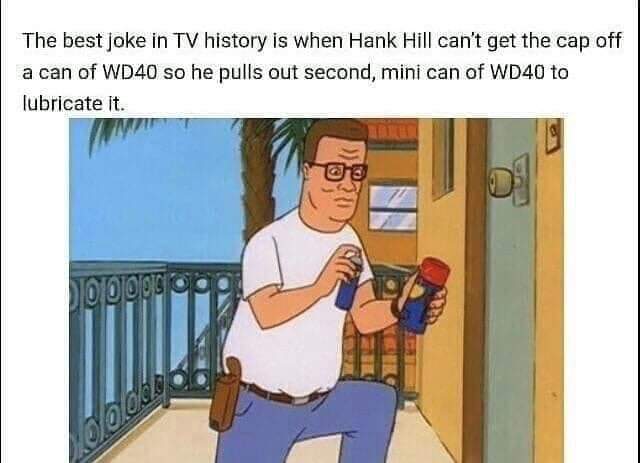 The best joke in TV history is when Hank Hill can't get the cap off
a can of WD40 so he pulls out second, mini can of WD40 to
lubricate it.